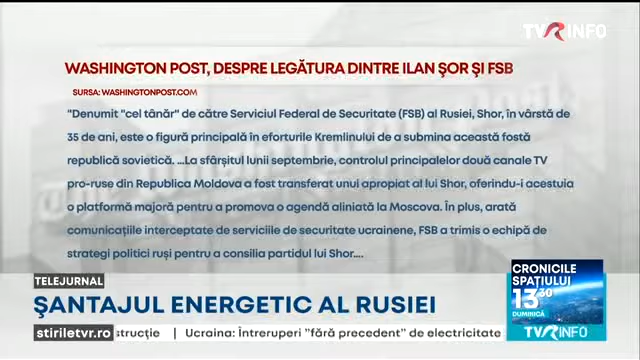 TVR INFO
WASHINGTON POST, DESPRE LEGĂTURA DINTRE ILAN ŞOR ŞI FSB
SURSA: WASHINGTONPOST.COM
"Denumit "cel tânăr" de către Serviciul Federal de Securitate (FSB) al Rusiei, Shor, în vârstă de
35 de ani, este o figură principală în eforturile Kremlinului de a submina această fostă
republică sovietică. ...La sfârşitul lunii septembrie, controlul principalelor două canale TV
pro-ruse din Republica Moldova a fost transferat unui apropiat al lui Shor, oferindu-i acestuia
o platformă majoră pentru a promova o agendă aliniată la Moscova. În plus, arată
comunicaţiile interceptate de serviciile de securitate ucrainene, FSB a trimis o echipă de
strategi politici ruşi pentru a consilia partidul lui Shor....
TELEJURNAL
ŞANTAJUL ENERGETIC AL RUSIEI
CRONICILE
SPAŢIULUI
13:30
DUMINICĂ
TVR INFO
stiriletvr.ro strucţie | Ucraina: Întreruperi "fără precedent" de electricitate